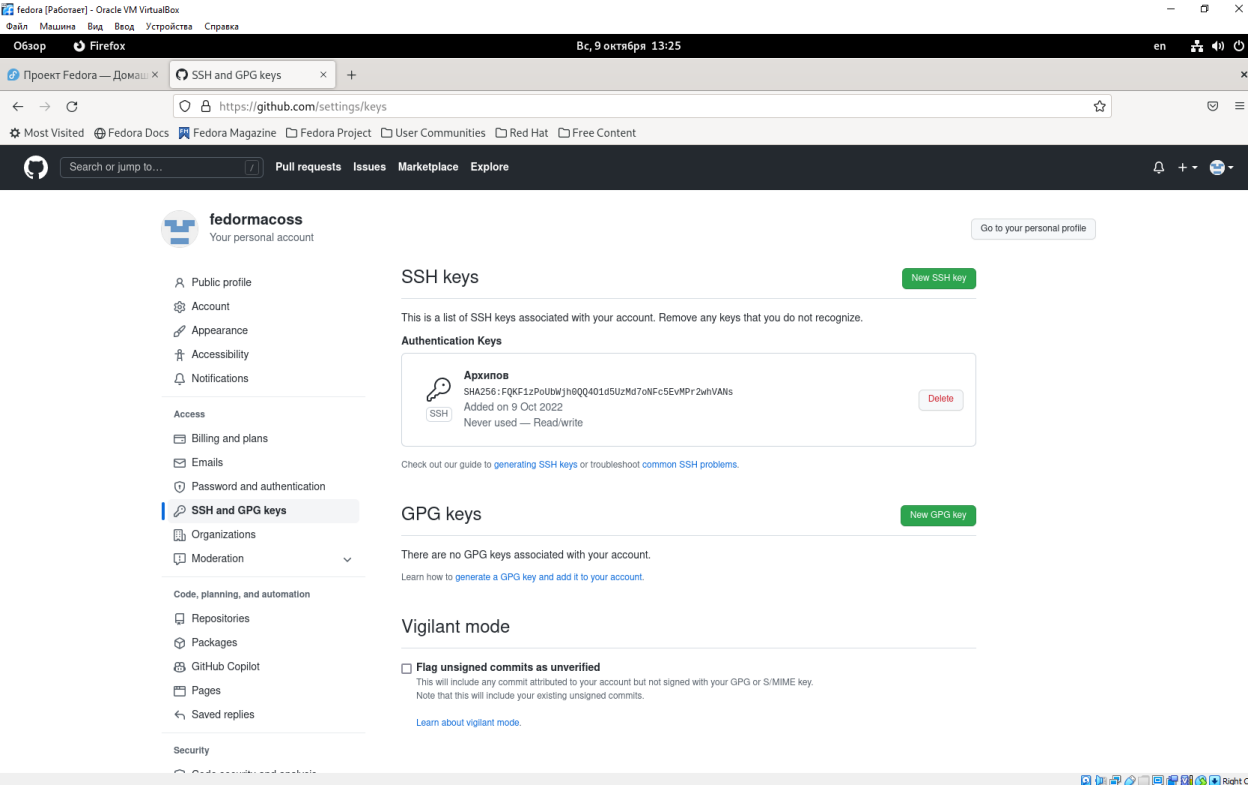 fedora [Работает] - Oracle VM VirtualBox
Файл Машина Вид Ввод Устройства Справка
Обзор Firefox Вс, 9 октября 13:25 en
Проект Fedora — Домаш × SSH and GPG keys × +
https://github.com/settings/keys
Most Visited Fedora Docs Fedora Magazine Fedora Project User Communities Red Hat Free Content
Search or jump to... / Pull requests Issues Marketplace Explore
fedormacoss
Your personal account
Go to your personal profile
Public profile
Account
Appearance
Accessibility
Notifications
Access
Billing and plans
Emails
Password and authentication
SSH and GPG keys
Organizations
Moderation
Code, planning, and automation
Repositories
Packages
GitHub Copilot
Pages
Saved replies
Security
Code security and analysis
SSH keys
New SSH key
This is a list of SSH keys associated with your account. Remove any keys that you do not recognize.
Authentication Keys
Архипов
SHA256:FQKF1zPoUbWjh0QQ4O1d5UzMd7oNFc5EvMPr2whVANs
Added on 9 Oct 2022
Never used — Read/write
SSH
Delete
Check out our guide to generating SSH keys or troubleshoot common SSH problems.
GPG keys
New GPG key
There are no GPG keys associated with your account.
Learn how to generate a GPG key and add it to your account.
Vigilant mode
Flag unsigned commits as unverified
This will include any commit attributed to your account but not signed with your GPG or S/MIME key.
Note that this will include your existing unsigned commits.
Learn about vigilant mode.
Right C